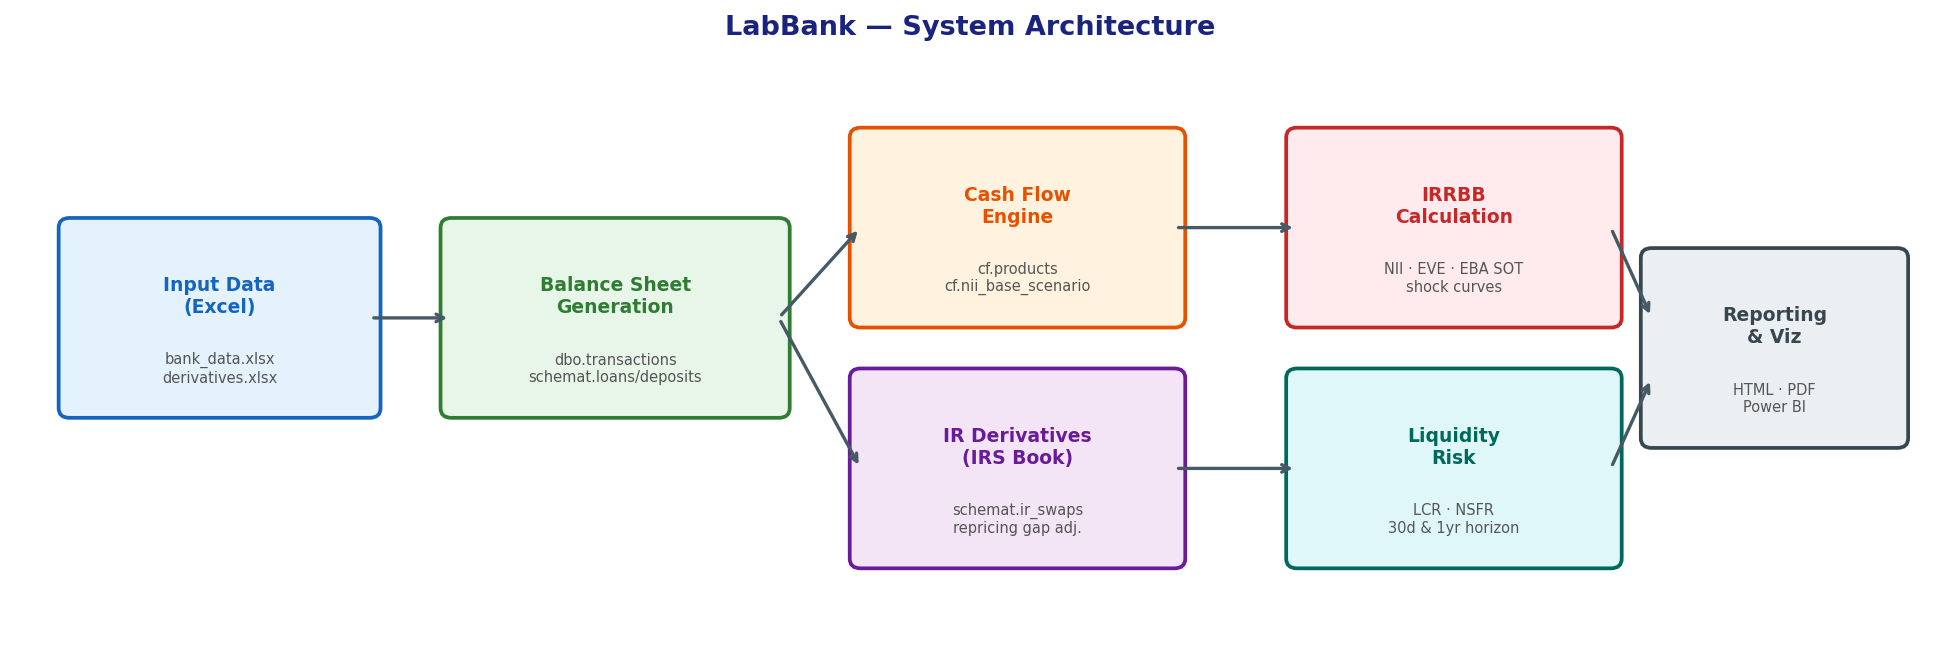 LabBank — System Architecture
Input Data
(Excel)
bank_data.xlsx
derivatives.xlsx
Balance Sheet
Generation
dbo.transactions
schemat.loans/deposits
Cash Flow
Engine
cf.products
cf.nii_base_scenario
IR Derivatives
(IRS Book)
schemat.ir_swaps
repricing gap adj.
IRRBB
Calculation
NII · EVE · EBA SOT
shock curves
Liquidity
Risk
LCR · NSFR
30d & 1yr horizon
Reporting
& Viz
HTML · PDF
Power BI